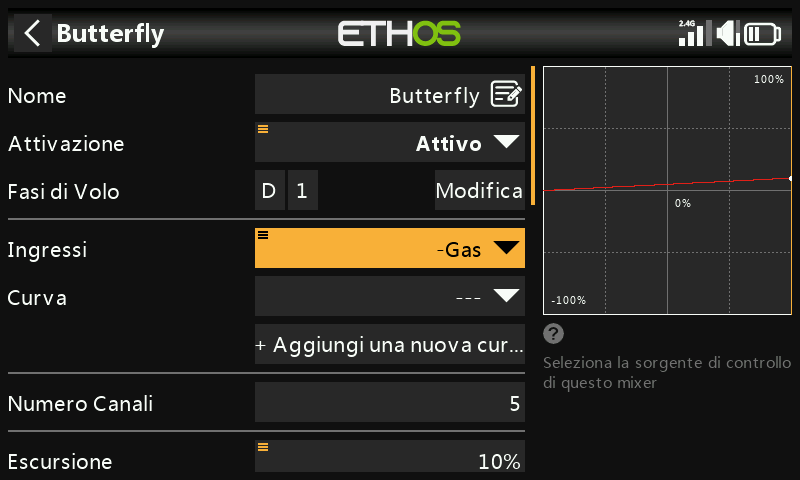 Butterfly
ETHOS
2.4G
Nome
Butterfly
Attivazione
Attivo
Fasi di Volo
D
1
Modifica
Ingressi
-Gas
Curva
---
+ Aggiungi una nuova cur...
Numero Canali
5
Escursione
10%
100%
0%
-100%
?
Seleziona la sorgente di controllo
di questo mixer